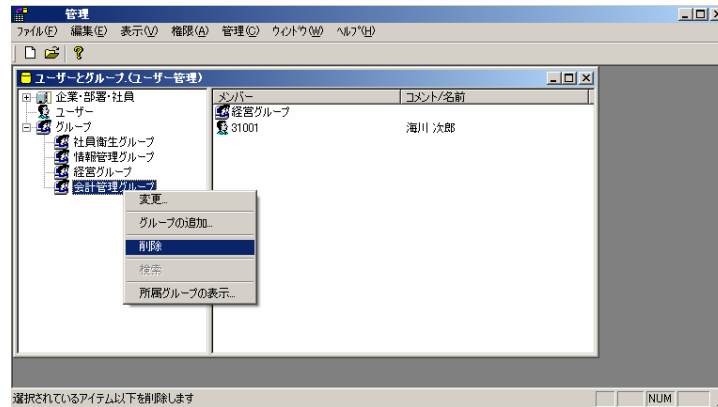 管理
ファイル(F) 編集(E) 表示(V) 権限(A) 管理(C) ウィンドウ(W) ヘルプ(H)
ユーザーとグループ.(ユーザー管理)
企業・部署・社員
ユーザー
グループ
社員衛生グループ
情報管理グループ
経営グループ
会計管理グループ
メンバー コメント/名前
経営グループ
31001 海川 次郎
変更...
グループの追加...
削除
検索
所属グループの表示...
選択されているアイテム以下を削除します NUM